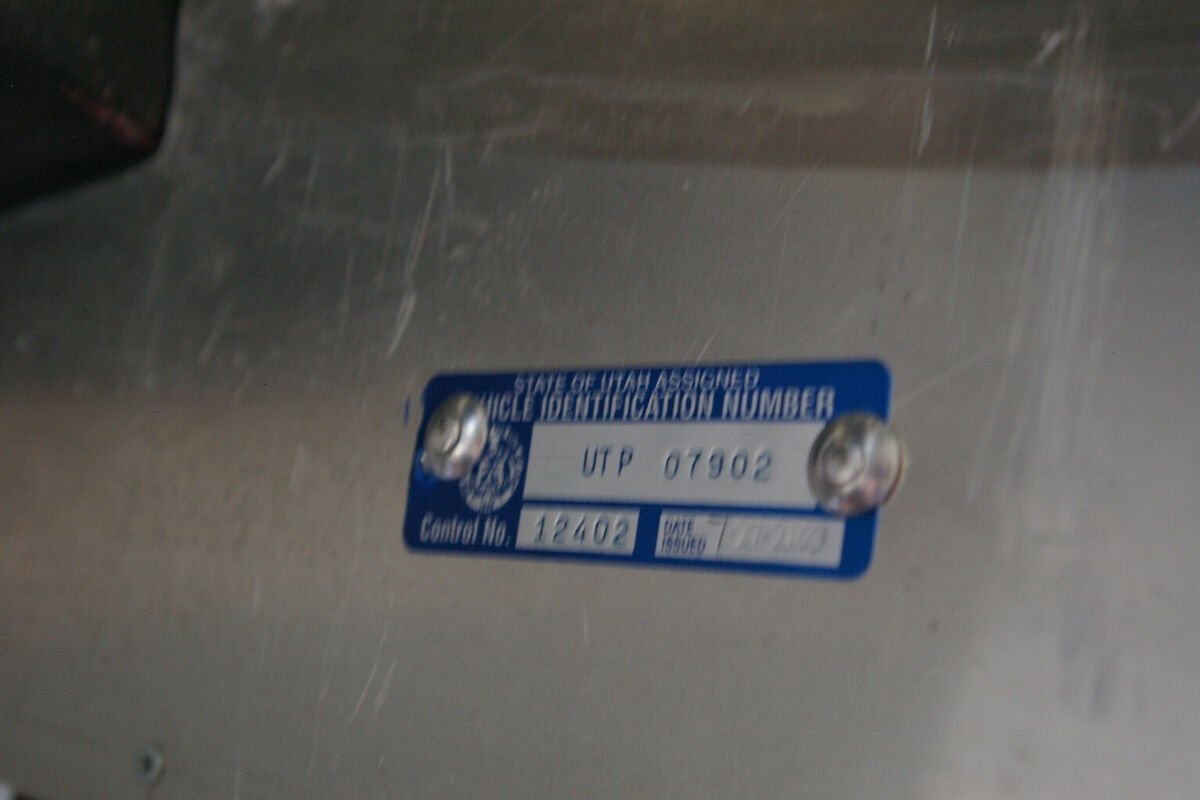 STATE OF UTAH ASSIGNED
VEHICLE IDENTIFICATION NUMBER
UTP 07902
Control No. 12402
DATE ISSUED